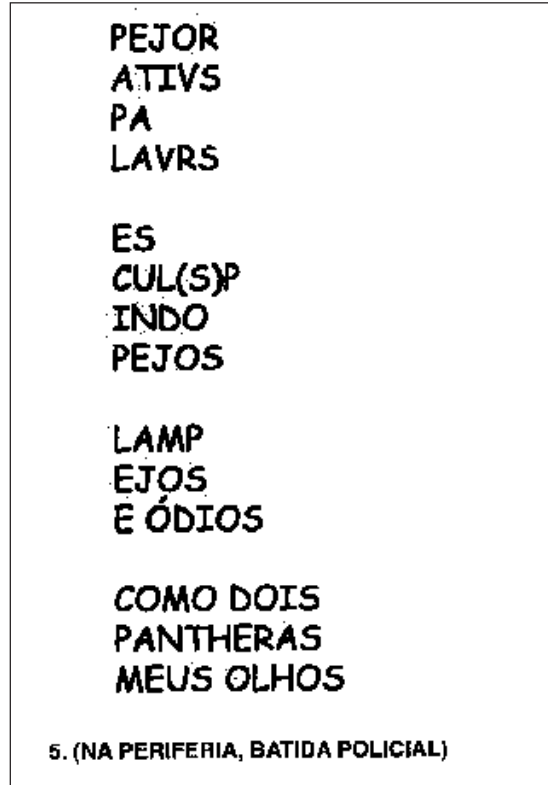 PEJOR
ATIVS
PA
LAVRS
ES
CUL(S)P
INDO
PEJOS
LAMP
EJOS
E ÓDIOS
COMO DOIS
PANTHERAS
MEUS OLHOS
5. (NA PERIFERIA, BATIDA POLICIAL)